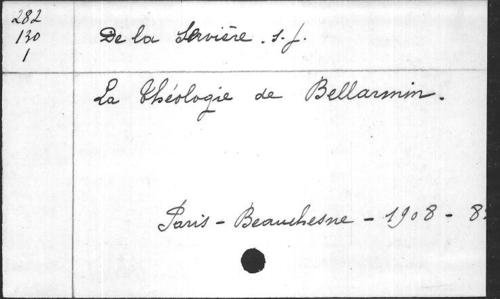 282
130
1
De la Servière. s.j.
La Théologie de Bellarmin.
Paris - Beauchesne - 1908 - 8: